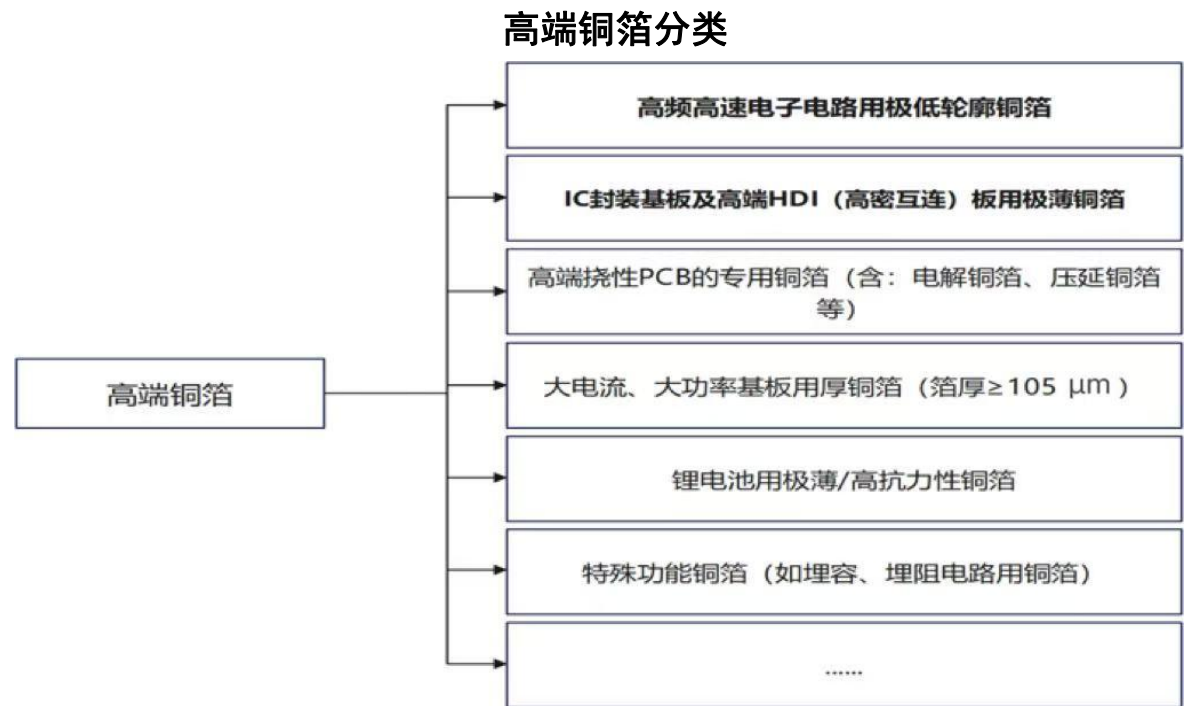 高端铜箔分类
高频高速电子电路用极低轮廓铜箔
IC封装基板及高端HDI（高密互连）板用极薄铜箔
高端挠性PCB的专用铜箔（含：电解铜箔、压延铜箔
等）
高端铜箔
大电流、大功率基板用厚铜箔（箔厚≥105 μm）
锂电池用极薄/高抗力性铜箔
特殊功能铜箔（如埋容、埋阻电路用铜箔）
......